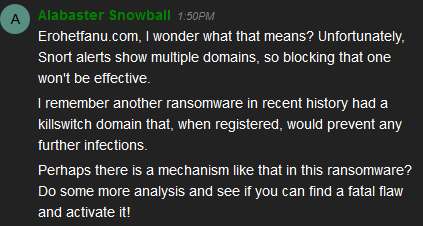 A
Alabaster Snowball 1:50PM
Erohetfanu.com, I wonder what that means? Unfortunately,
Snort alerts show multiple domains, so blocking that one
won't be effective.
I remember another ransomware in recent history had a
killswitch domain that, when registered, would prevent any
further infections.
Perhaps there is a mechanism like that in this ransomware?
Do some more analysis and see if you can find a fatal flaw
and activate it!